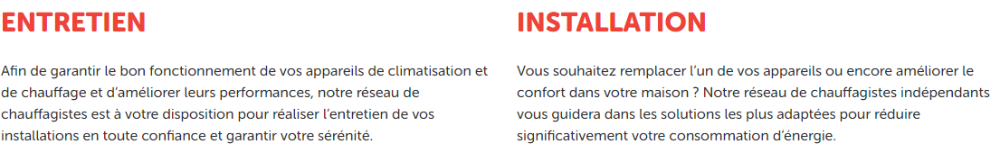 ENTRETIEN
Afin de garantir le bon fonctionnement de vos appareils de climatisation et
de chauffage et d’améliorer leurs performances, notre réseau de
chauffagistes est à votre disposition pour réaliser l’entretien de vos
installations en toute confiance et garantir votre sérénité.
INSTALLATION
Vous souhaitez remplacer l’un de vos appareils ou encore améliorer le
confort dans votre maison ? Notre réseau de chauffagistes indépendants
vous guidera dans les solutions les plus adaptées pour réduire
significativement votre consommation d’énergie.